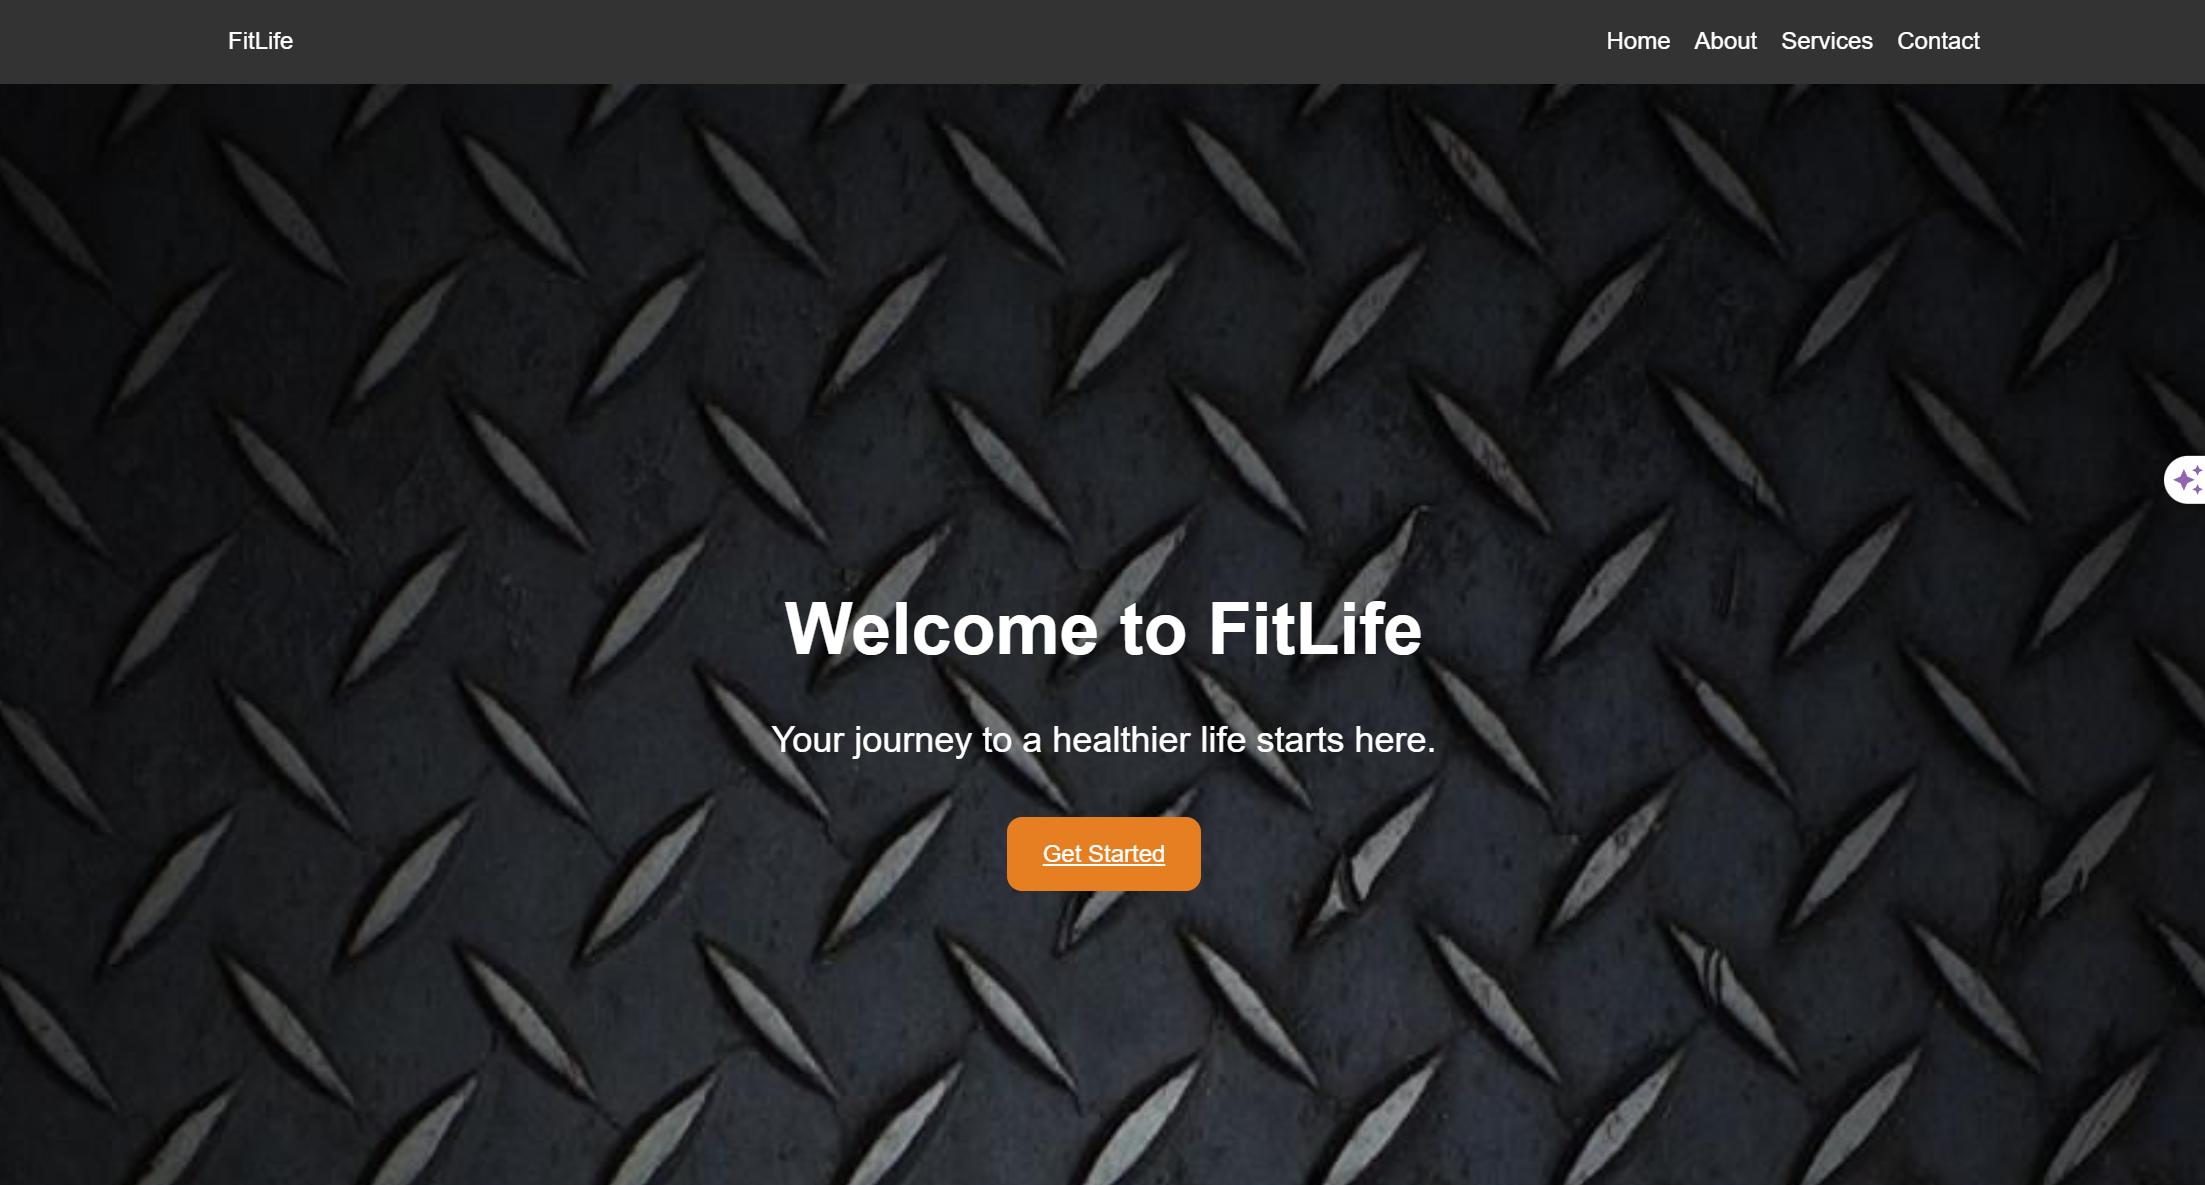 FitLife
Home About Services Contact
Welcome to FitLife
Your journey to a healthier life starts here.
Get Started